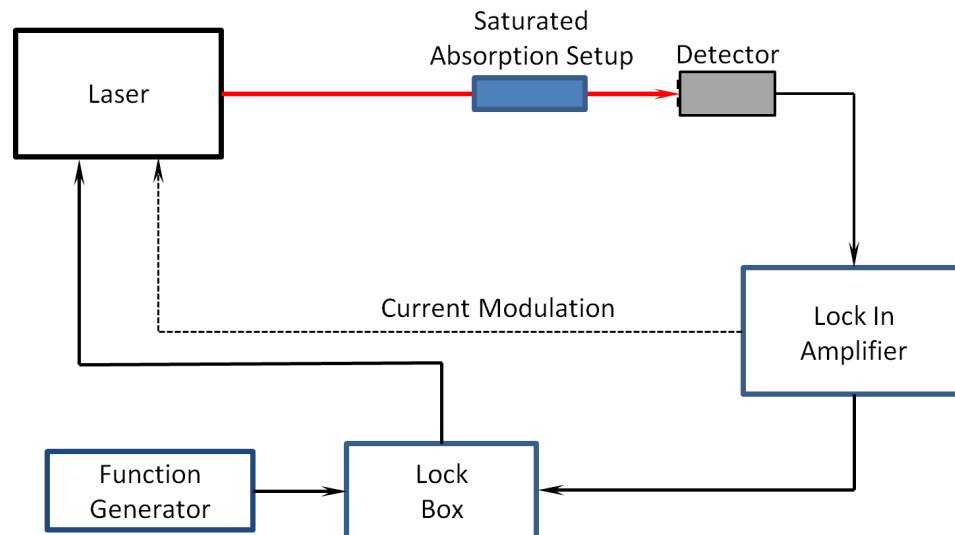 Saturated
Absorption Setup
Detector
Laser
Current Modulation
Lock In
Amplifier
Function
Generator
Lock
Box